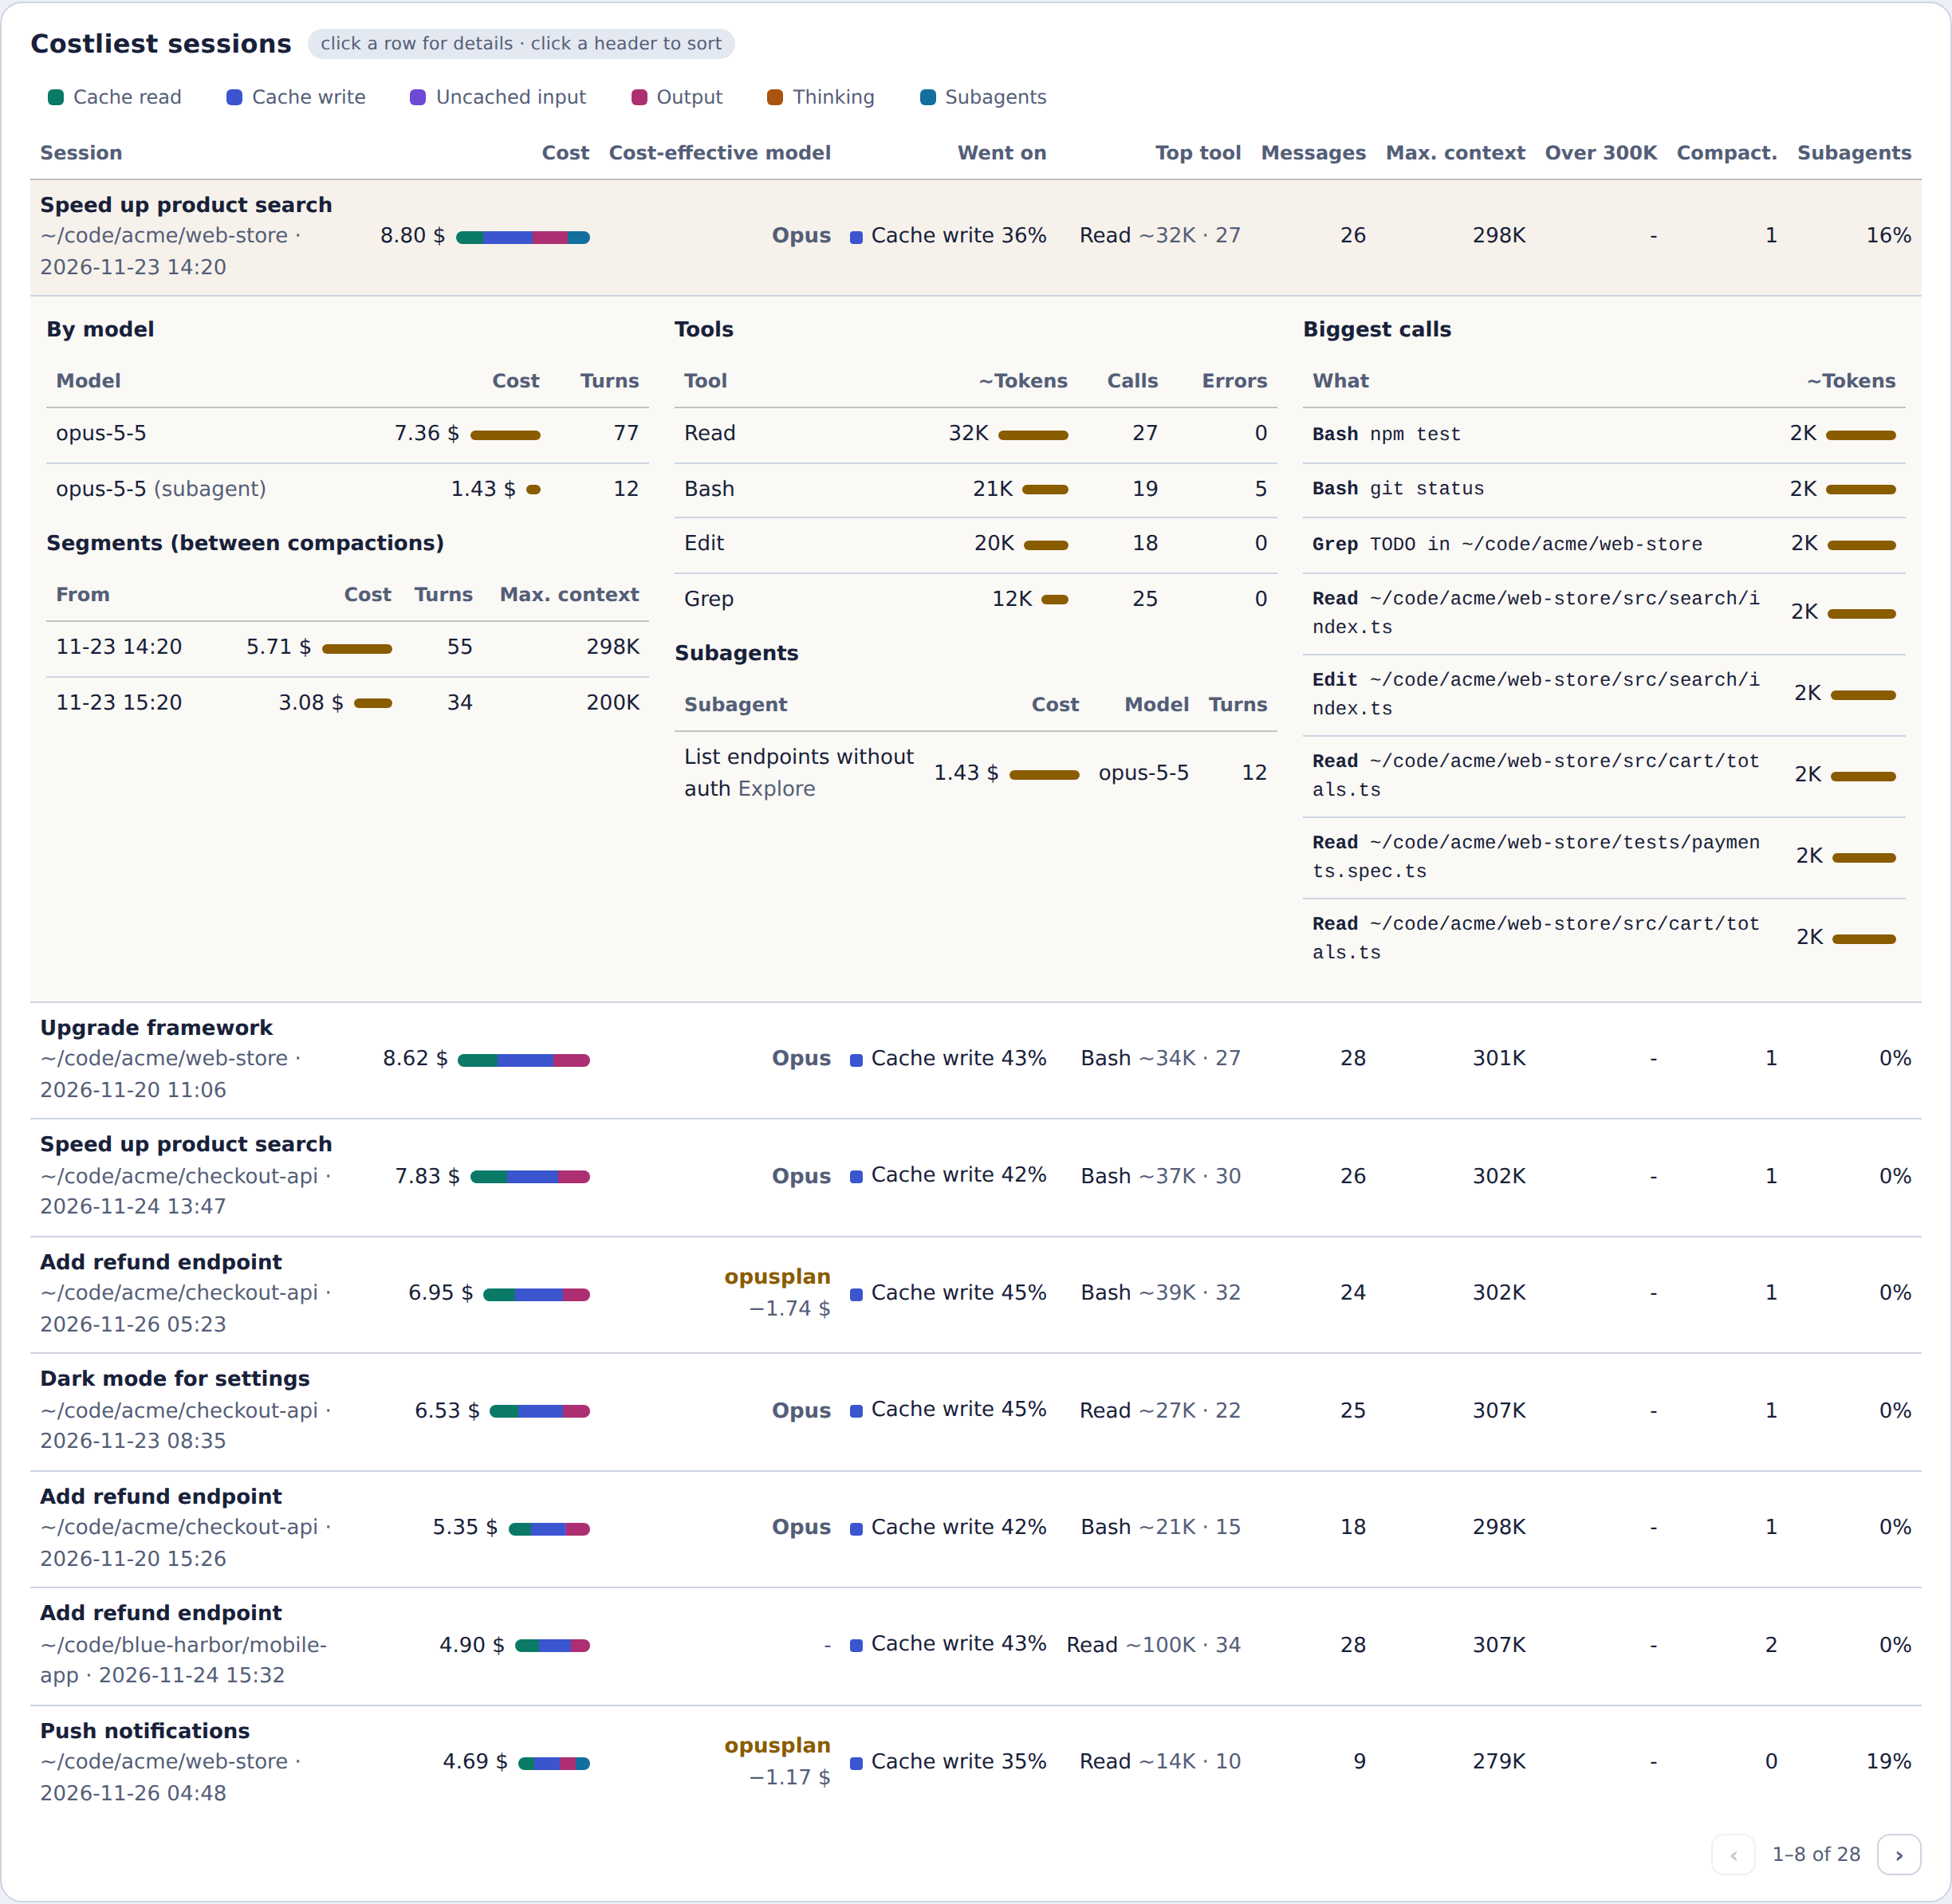 Costliest sessions click a row for details · click a header to sort
Cache read Cache write Uncached input Output Thinking Subagents
Session Cost Cost-effective model Went on Top tool Messages Max. context Over 300K Compact. Subagents
Speed up product search
~/code/acme/web-store · 8.80 $ Opus Cache write 36% Read ~32K · 27 26 298K - 1 16%
2026-11-23 14:20
By model
Model Cost Turns
opus-5-5 7.36 $ 77
opus-5-5 (subagent) 1.43 $ 12
Segments (between compactions)
From Cost Turns Max. context
11-23 14:20 5.71 $ 55 298K
11-23 15:20 3.08 $ 34 200K
Tools
Tool ~Tokens Calls Errors
Read 32K 27 0
Bash 21K 19 5
Edit 20K 18 0
Grep 12K 25 0
Subagents
Subagent Cost Model Turns
List endpoints without
auth Explore 1.43 $ opus-5-5 12
Biggest calls
What ~Tokens
Bash npm test 2K
Bash git status 2K
Grep TODO in ~/code/acme/web-store 2K
Read ~/code/acme/web-store/src/search/i 2K
ndex.ts
Edit ~/code/acme/web-store/src/search/i 2K
ndex.ts
Read ~/code/acme/web-store/src/cart/tot 2K
als.ts
Read ~/code/acme/web-store/tests/paymen 2K
ts.spec.ts
Read ~/code/acme/web-store/src/cart/tot 2K
als.ts
Upgrade framework
~/code/acme/web-store · 8.62 $ Opus Cache write 43% Bash ~34K · 27 28 301K - 1 0%
2026-11-20 11:06
Speed up product search
~/code/acme/checkout-api · 7.83 $ Opus Cache write 42% Bash ~37K · 30 26 302K - 1 0%
2026-11-24 13:47
Add refund endpoint
~/code/acme/checkout-api · 6.95 $ opusplan Cache write 45% Bash ~39K · 32 24 302K - 1 0%
2026-11-26 05:23 −1.74 $
Dark mode for settings
~/code/acme/checkout-api · 6.53 $ Opus Cache write 45% Read ~27K · 22 25 307K - 1 0%
2026-11-23 08:35
Add refund endpoint
~/code/acme/checkout-api · 5.35 $ Opus Cache write 42% Bash ~21K · 15 18 298K - 1 0%
2026-11-20 15:26
Add refund endpoint
~/code/blue-harbor/mobile- 4.90 $ - Cache write 43% Read ~100K · 34 28 307K - 2 0%
app · 2026-11-24 15:32
Push notifications
~/code/acme/web-store · 4.69 $ opusplan Cache write 35% Read ~14K · 10 9 279K - 0 19%
2026-11-26 04:48 −1.17 $
‹ 1–8 of 28 ›